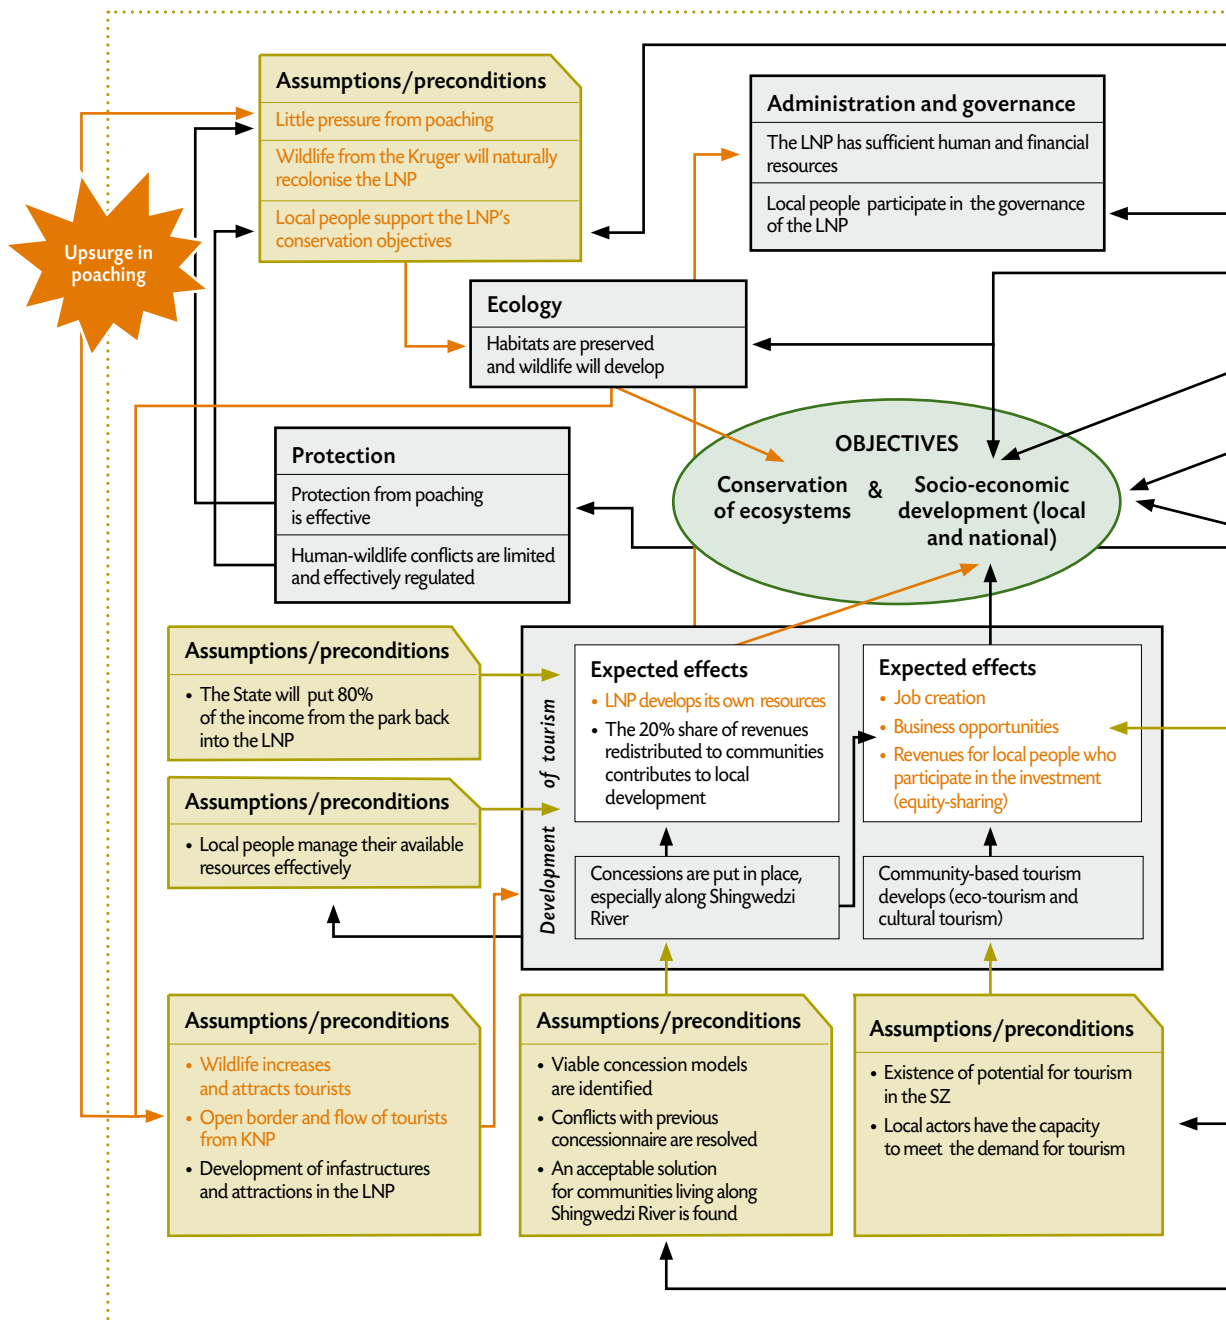 Assumptions/preconditions
Little pressure from poaching
Wildlife from the Kruger will naturally
recolonise the LNP
Local people support the LNP's
conservation objectives
Administration and governance
The LNP has sufficient human and financial
resources
Local people participate in the governance
of the LNP
Upsurge in
poaching
Ecology
Habitats are preserved
and wildlife will develop
OBJECTIVES
Conservation
of ecosystems
&
Socio-economic
development (local
and national)
Protection
Protection from poaching
is effective
Human-wildlife conflicts are limited
and effectively regulated
Assumptions/preconditions
• The State will put 80%
of the income from the park back
into the LNP
Assumptions/preconditions
• Local people manage their available
resources effectively
Development of tourism
Expected effects
• LNP develops its own resources
• The 20% share of revenues
redistributed to communities
contributes to local
development
Expected effects
• Job creation
• Business opportunities
• Revenues for local people who
participate in the investment
(equity-sharing)
Concessions are put in place,
especially along Shingwedzi
River
Community-based tourism
develops (eco-tourism and
cultural tourism)
Assumptions/preconditions
• Wildlife increases
and attracts tourists
• Open border and flow of tourists
from KNP
• Development of infastructures
and attractions in the LNP
Assumptions/preconditions
• Viable concession models
are identified
• Conflicts with previous
concessionnaire are resolved
• An acceptable solution
for communities living along
Shingwedzi River is found
Assumptions/preconditions
• Existence of potential for tourism
in the SZ
• Local actors have the capacity
to meet the demand for tourism